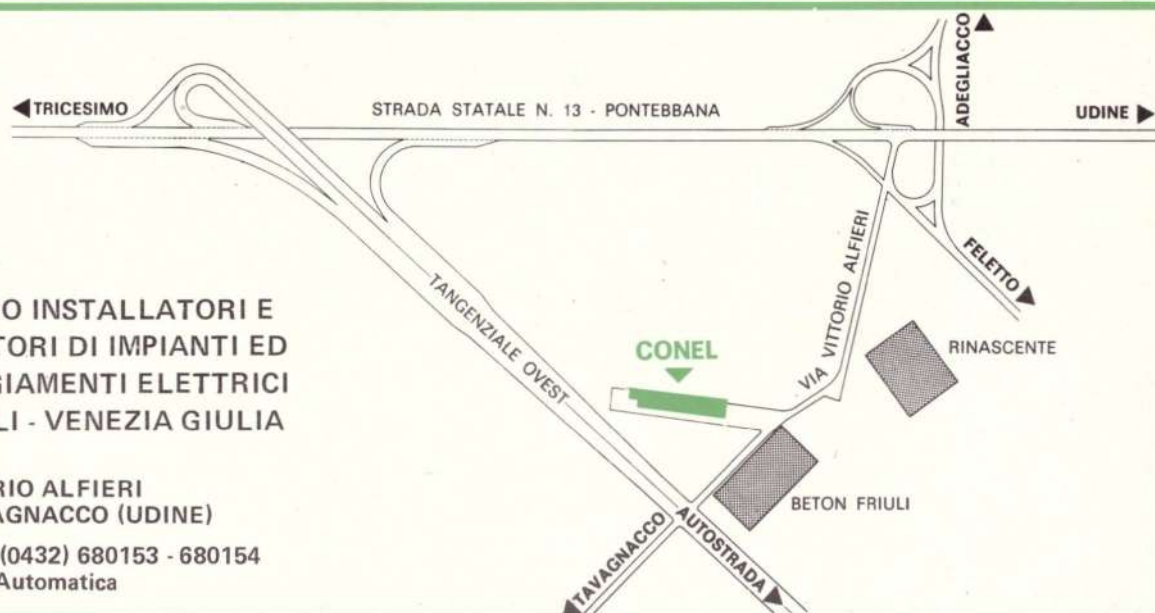 ADEGLIACCO
TRICESIMO
STRADA STATALE N. 13 - PONTEBBANA
UDINE
FELETTO
VIA VITTORIO ALFIERI
TANGENZIALE OVEST
CONEL
RINASCENTE
BETON FRIULI
TAVAGNACCO
AUTOSTRADA
O INSTALLATORI E
TORI DI IMPIANTI ED
GIAMENTI ELETTRICI
LI - VENEZIA GIULIA
RIO ALFIERI
AGNACCO (UDINE)
(0432) 680153 - 680154
Automatica